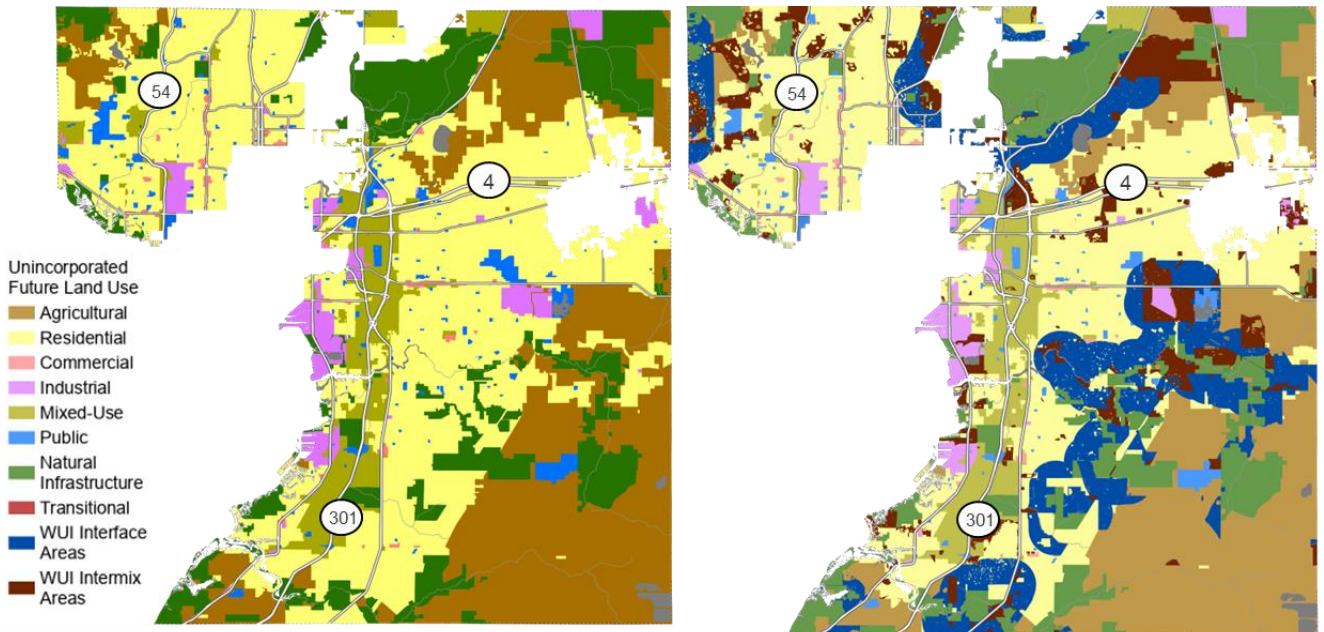 54
4
301
Unincorporated
Future Land Use
Agricultural
Residential
Commercial
Industrial
Mixed-Use
Public
Natural
Infrastructure
Transitional
WUI Interface
Areas
WUI Intermix
Areas
54
4
301